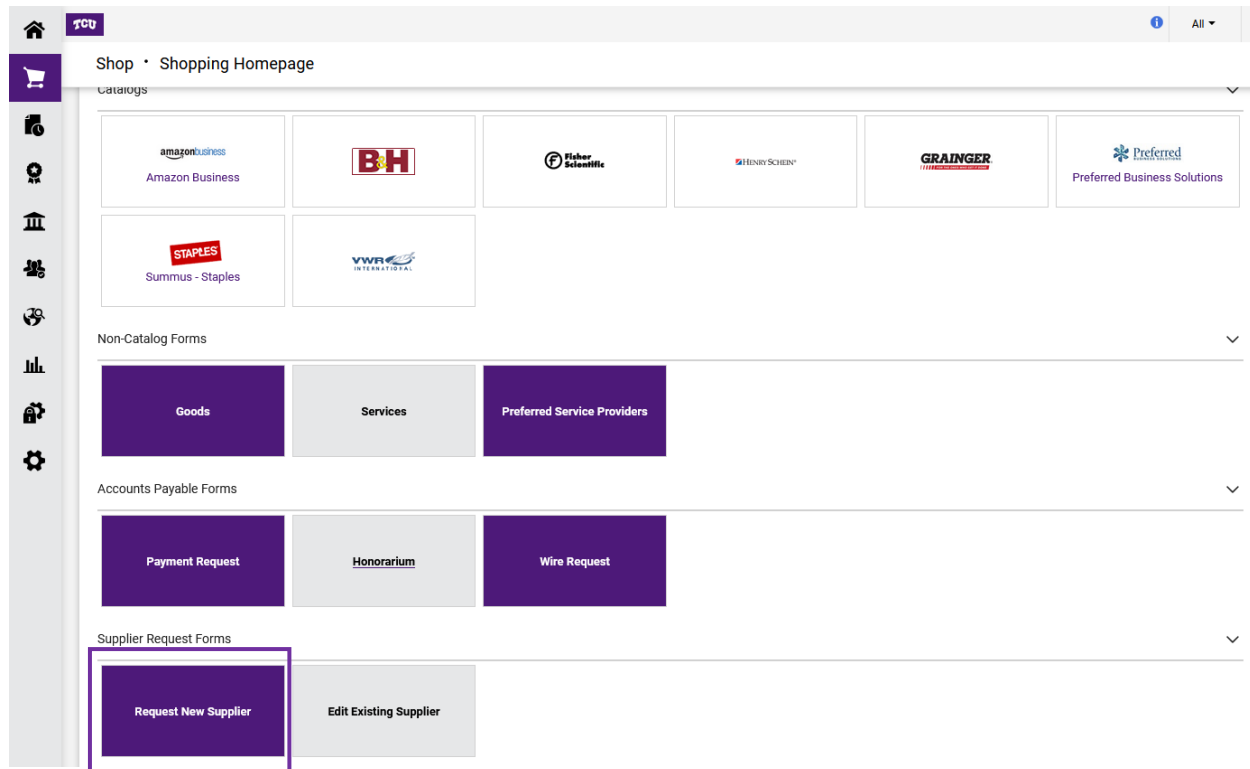 TCU
All
Shop • Shopping Homepage
Catalogs
amazonbusiness
Amazon Business
B&H
Fisher
Scientific
HENRY SCHEIN®
GRAINGER
Preferred
BUSINESS SOLUTIONS
Preferred Business Solutions
STAPLES
Summus - Staples
VWR
INTERNATIONAL
Non-Catalog Forms
Goods
Services
Preferred Service Providers
Accounts Payable Forms
Payment Request
Honorarium
Wire Request
Supplier Request Forms
Request New Supplier
Edit Existing Supplier